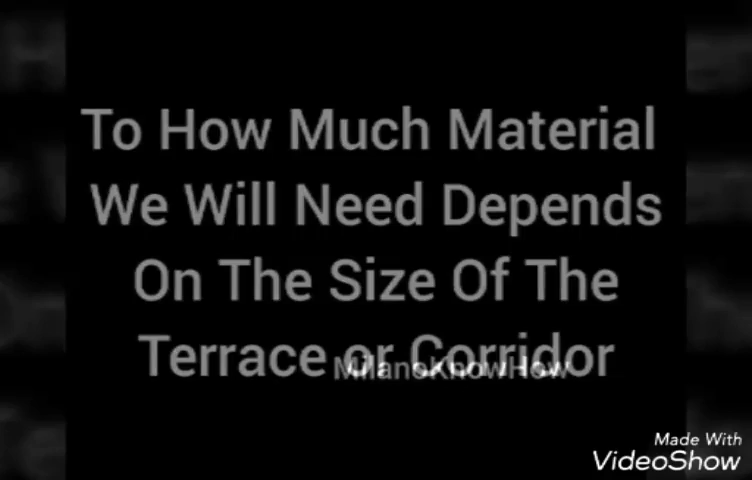 To How Much Material
We Will Need Depends
On The Size Of The
Terrace or Corridor
MilanoKnowHow
Made With
VideoShow